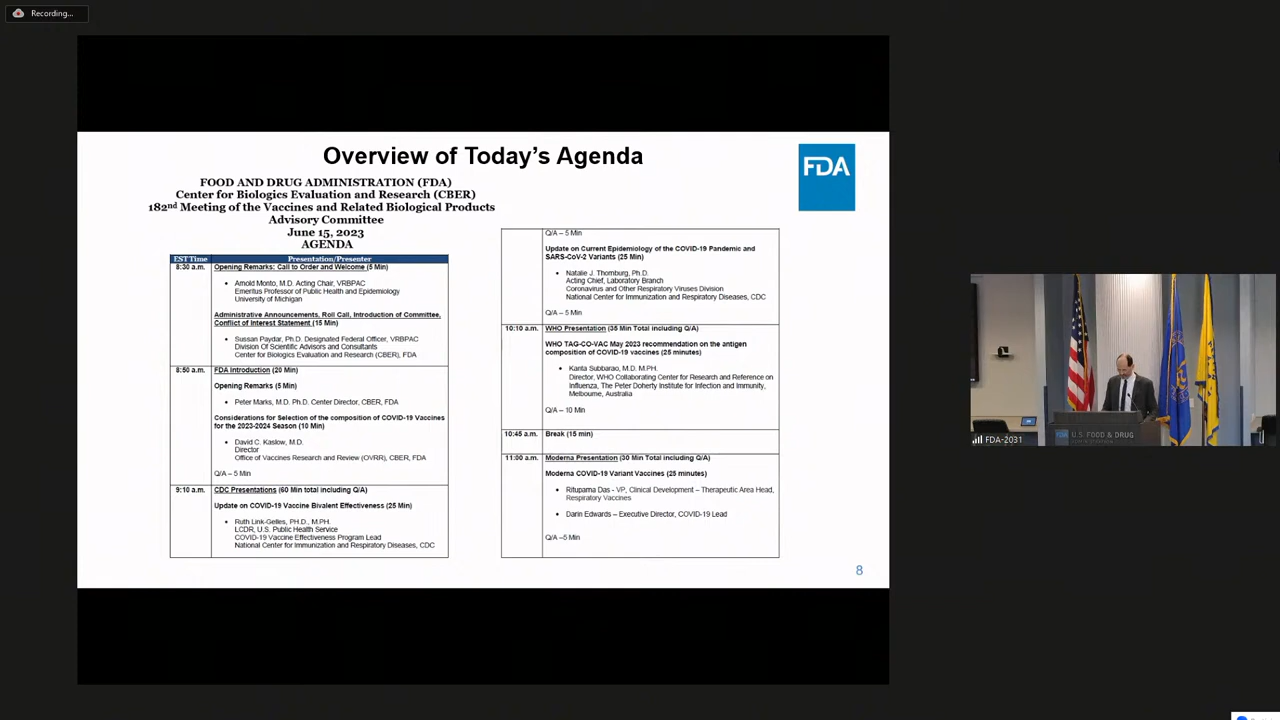 Recording...
Overview of Today's Agenda
FDA
FOOD AND DRUG ADMINISTRATION (FDA)
Center for Biologics Evaluation and Research (CBER)
182nd Meeting of the Vaccines and Related Biological Products
Advisory Committee
June 15, 2023
AGENDA
EST Time Presentation/Presenter
8:30 a.m. Opening Remarks: Call to Order and Welcome (5 Min)
• Arnold Monto, M.D. Acting Chair, VRBPAC
Emeritus Professor of Public Health and Epidemiology
University of Michigan
Administrative Announcements, Roll Call, Introduction of Committee,
Conflict of Interest Statement (15 Min)
• Sussan Paydar, Ph.D. Designated Federal Officer, VRBPAC
Division Of Scientific Advisors and Consultants
Center for Biologics Evaluation and Research (CBER), FDA
8:50 a.m. FDA Introduction (20 Min)
Opening Remarks (5 Min)
• Peter Marks, M.D. Ph.D. Center Director, CBER, FDA
Considerations for Selection of the composition of COVID-19 Vaccines
for the 2023-2024 Season (10 Min)
• David C. Kaslow, M.D.
Director
Office of Vaccines Research and Review (OVRR), CBER, FDA
Q/A – 5 Min
9:10 a.m. CDC Presentations (60 Min total including Q/A)
Update on COVID-19 Vaccine Bivalent Effectiveness (25 Min)
• Ruth Link-Gelles, PH.D., M.PH.
LCDR, U.S. Public Health Service
COVID-19 Vaccine Effectiveness Program Lead
National Center for Immunization and Respiratory Diseases, CDC
Q/A – 5 Min
Update on Current Epidemiology of the COVID-19 Pandemic and
SARS-CoV-2 Variants (25 Min)
• Natalie J. Thornburg, Ph.D.
Acting Chief, Laboratory Branch
Coronavirus and Other Respiratory Viruses Division
National Center for Immunization and Respiratory Diseases, CDC
Q/A – 5 Min
10:10 a.m. WHO Presentation (35 Min Total including Q/A)
WHO TAG-CO-VAC May 2023 recommendation on the antigen
composition of COVID-19 vaccines (25 minutes)
• Kanta Subbarao, M.D. M.PH.
Director, WHO Collaborating Center for Research and Reference on
Influenza, The Peter Doherty Institute for Infection and Immunity,
Melbourne, Australia
Q/A – 10 Min
10:45 a.m. Break (15 min)
11:00 a.m. Moderna Presentation (30 Min Total including Q/A)
Moderna COVID-19 Variant Vaccines (25 minutes)
• Rituparna Das - VP, Clinical Development – Therapeutic Area Head,
Respiratory Vaccines
• Darin Edwards – Executive Director, COVID-19 Lead
Q/A –5 Min
8
FDA U.S. FOOD & DRUG
FDA-2031